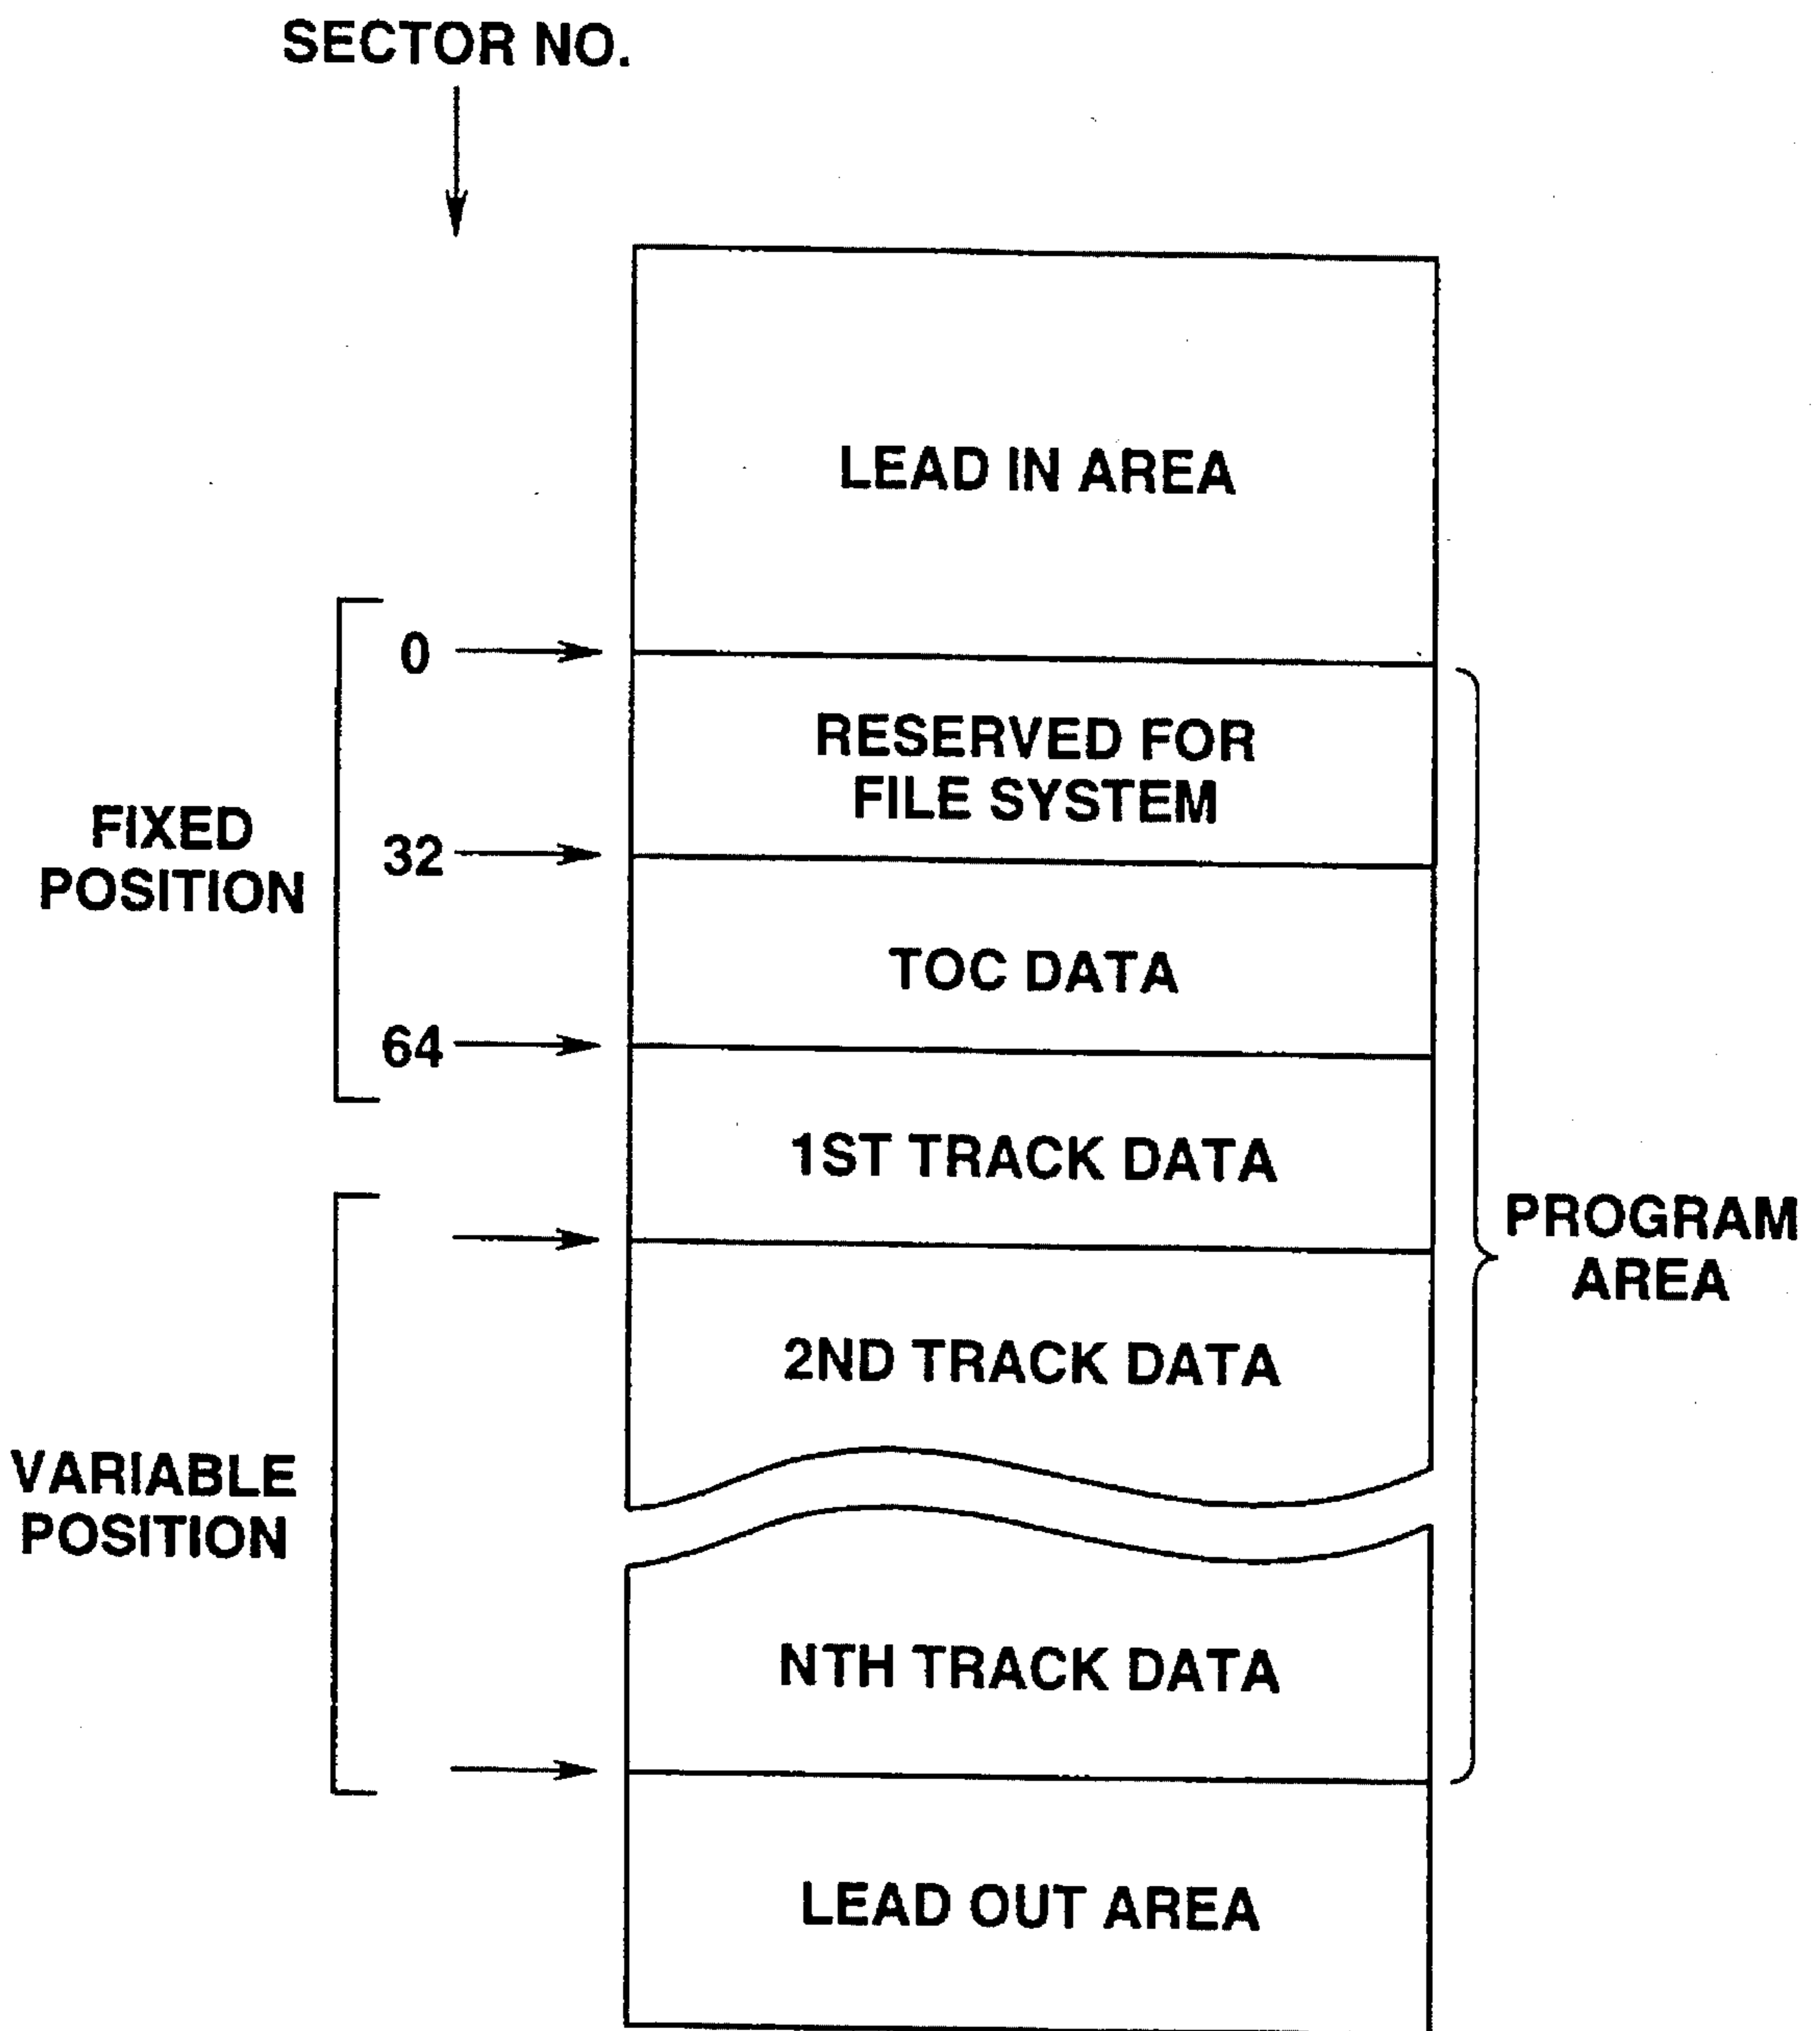 SECTOR NO.
LEAD IN AREA
0
RESERVED FOR
FILE SYSTEM
FIXED
POSITION
32
TOC DATA
64
1ST TRACK DATA
PROGRAM
AREA
2ND TRACK DATA
VARIABLE
POSITION
NTH TRACK DATA
LEAD OUT AREA